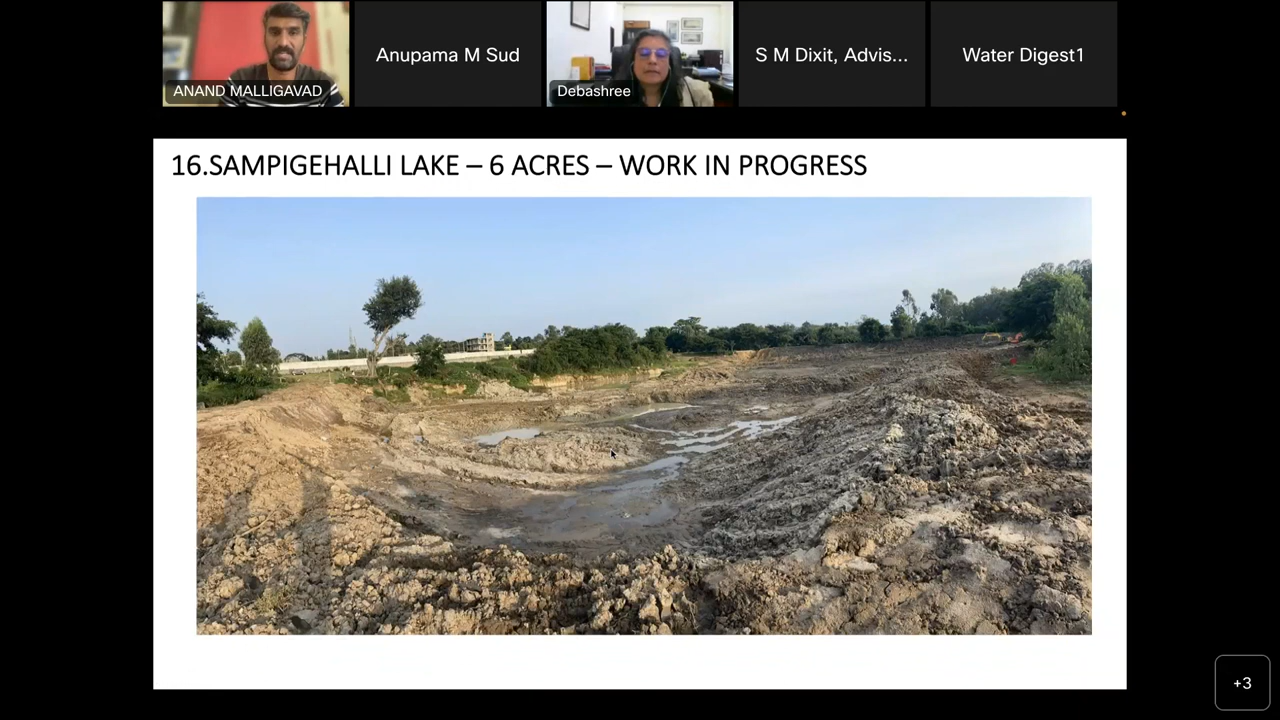 ANAND MALLIGAVAD
Anupama M Sud
Debashree
S M Dixit, Advis...
Water Digest1
16.SAMPIGEHALLI LAKE – 6 ACRES – WORK IN PROGRESS
+3